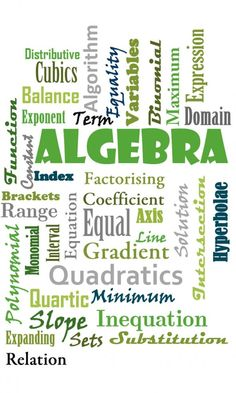 Distributive
Algorithm
Equality
Variables
Binomial
Maximum
Expression
Cubics
Balance
Exponent
Term
Domain
Function
Constant
ALGEBRA
Index
Factorising
Brackets
Coefficient
Range
Equal
Axis
Solution
Intersection
Hyperbolae
Polynomial
Monomial
Interval
Equation
Line
Gradient
Quadratics
Quartic
Minimum
Slope
Inequation
Expanding
Sets
Substitution
Relation